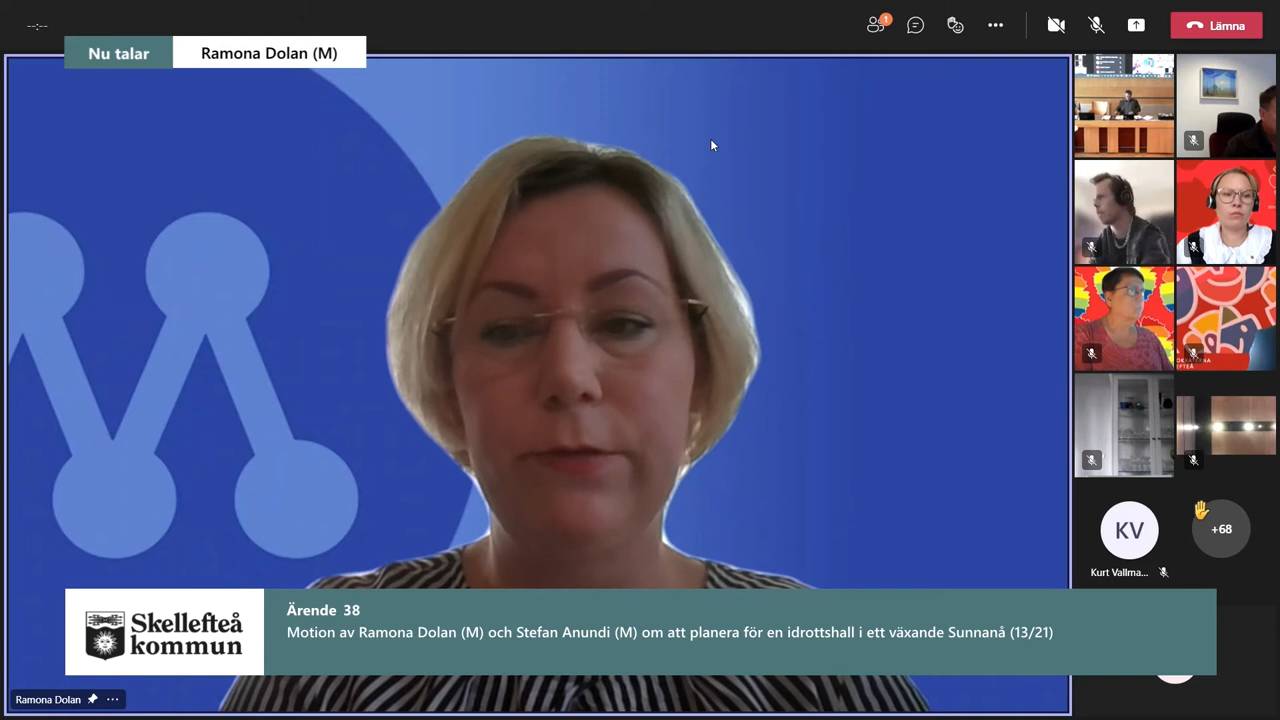 --:--
1
Lämna
Nu talar
Ramona Dolan (M)
KV
+68
Kurt Vallma...
Skellefteå
kommun
Ärende 38
Motion av Ramona Dolan (M) och Stefan Anundi (M) om att planera för en idrottshall i ett växande Sunnanå (13/21)
Ramona Dolan